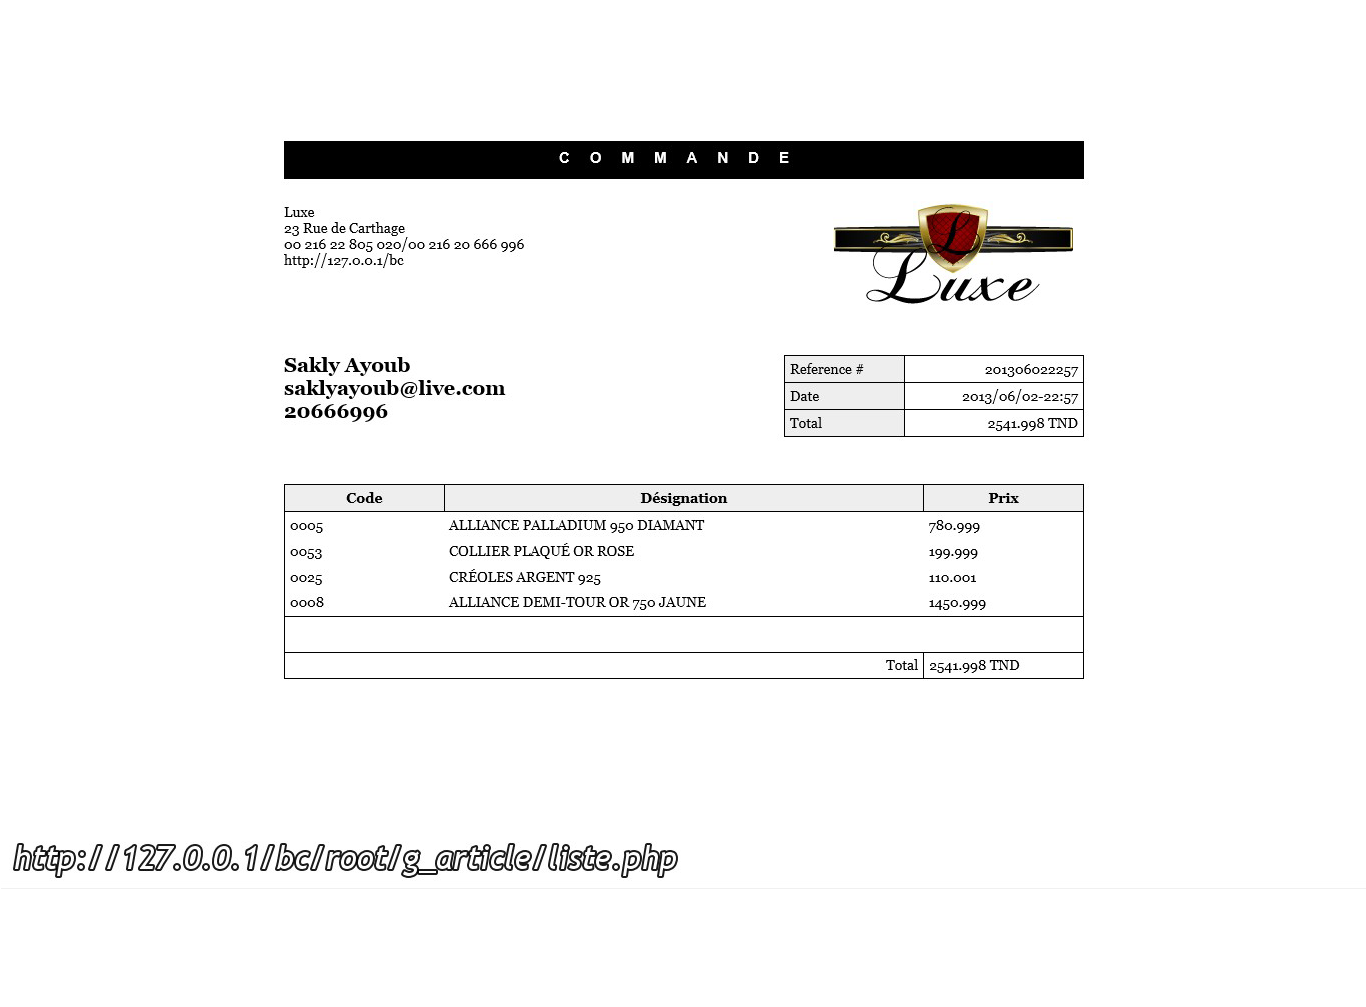 C O M M A N D E
Luxe
23 Rue de Carthage
00 216 22 805 020/00 216 20 666 996
http://127.0.0.1/bc
L
Luxe
Sakly Ayoub
saklyayoub@live.com
20666996
Reference # 201306022257
Date 2013/06/02-22:57
Total 2541.998 TND
Code Désignation Prix
0005 ALLIANCE PALLADIUM 950 DIAMANT 780.999
0053 COLLIER PLAQUÉ OR ROSE 199.999
0025 CRÉOLES ARGENT 925 110.001
0008 ALLIANCE DEMI-TOUR OR 750 JAUNE 1450.999
Total 2541.998 TND
http://127.0.0.1/bc/root/g_article/liste.php